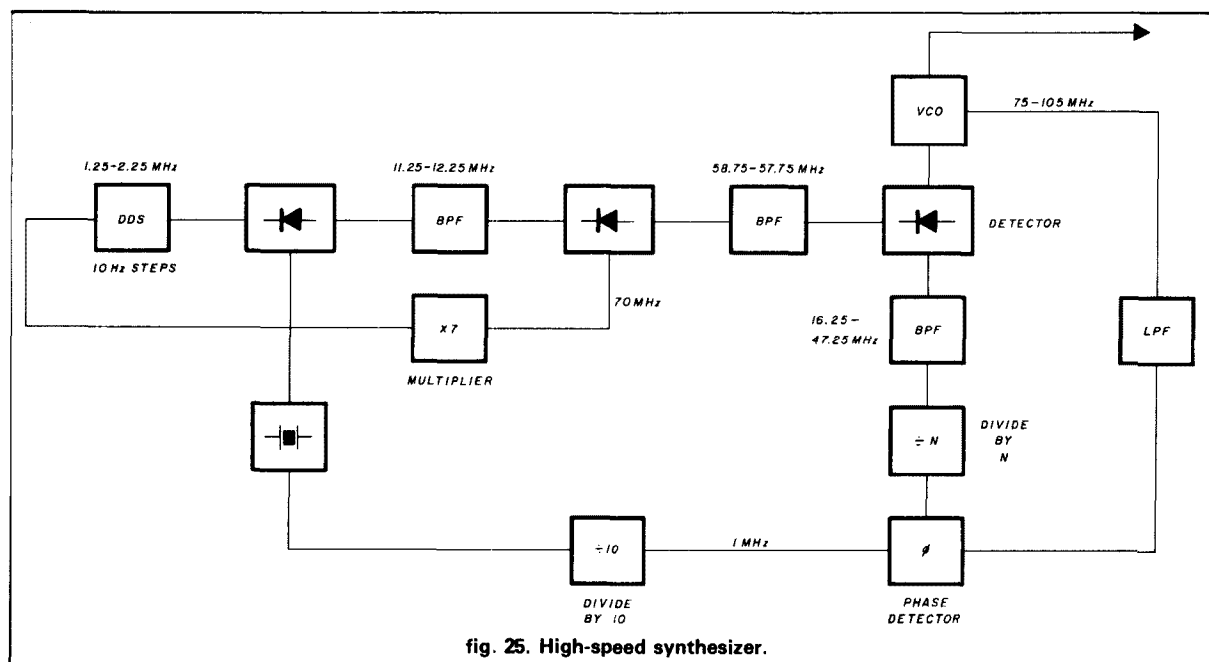 VCO
75-105 MHz
1.25-2.25 MHz
11.25-12.25 MHz
58.75-57.75 MHz
DDS
BPF
BPF
DETECTOR
10 Hz STEPS
70 MHz
X7
MULTIPLIER
16.25-
47.25 MHz
BPF
LPF
÷N
DIVIDE
BY
N
÷10
1 MHz
ø
DIVIDE
BY 10
PHASE
DETECTOR
fig. 25. High-speed synthesizer.